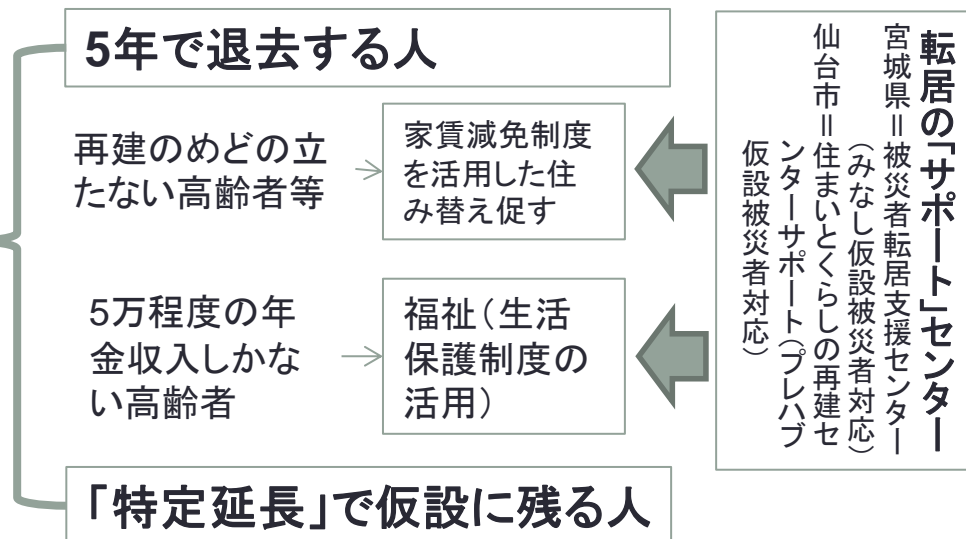 5年で退去する人
再建のめどの立
たない高齢者等
家賃減免制度
を活用した住
み替え促す
5万程度の年
金収入しかな
い高齢者
福祉（生活
保護制度の
活用）
「特定延長」で仮設に残る人
転居の「サポート」センター
宮城県＝被災者転居支援センター
（みなし仮設被災者対応）
仙台市＝住まいとくらしの再建セ
ンターサポート（プレハブ
仮設被災者対応）